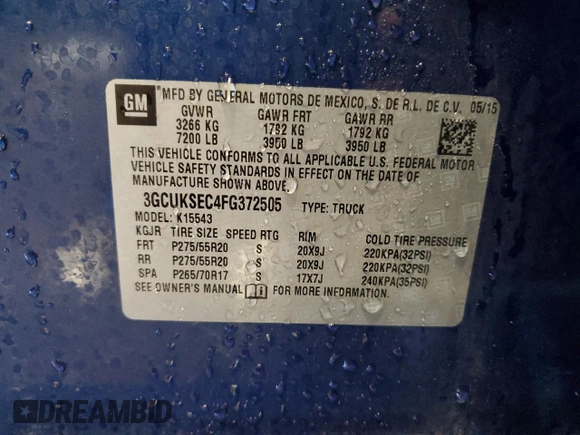 GM
MFD BY GENERAL MOTORS DE MEXICO, S. DE R.L. DE C.V. 05/15
GVWR GAWR FRT GAWR RR
3266 KG 1792 KG 1792 KG
7200 LB 3950 LB 3950 LB
THIS VEHICLE CONFORMS TO ALL APPLICABLE U.S. FEDERAL MOTOR
VEHICLE SAFETY STANDARDS IN EFFECT ON THE DATE OF
MANUFACTURE SHOWN ABOVE.
3GCUKSEC4FG372505 TYPE: TRUCK
MODEL: K15543
KGJR TIRE SIZE SPEED RTG RIM COLD TIRE PRESSURE
FRT P275/55R20 S 20X9J 220KPA(32PSI)
RR P275/55R20 S 20X9J 220KPA(32PSI)
SPA P265/70R17 S 17X7J 240KPA(35PSI)
SEE OWNER'S MANUAL FOR MORE INFORMATION.
DREAMBID